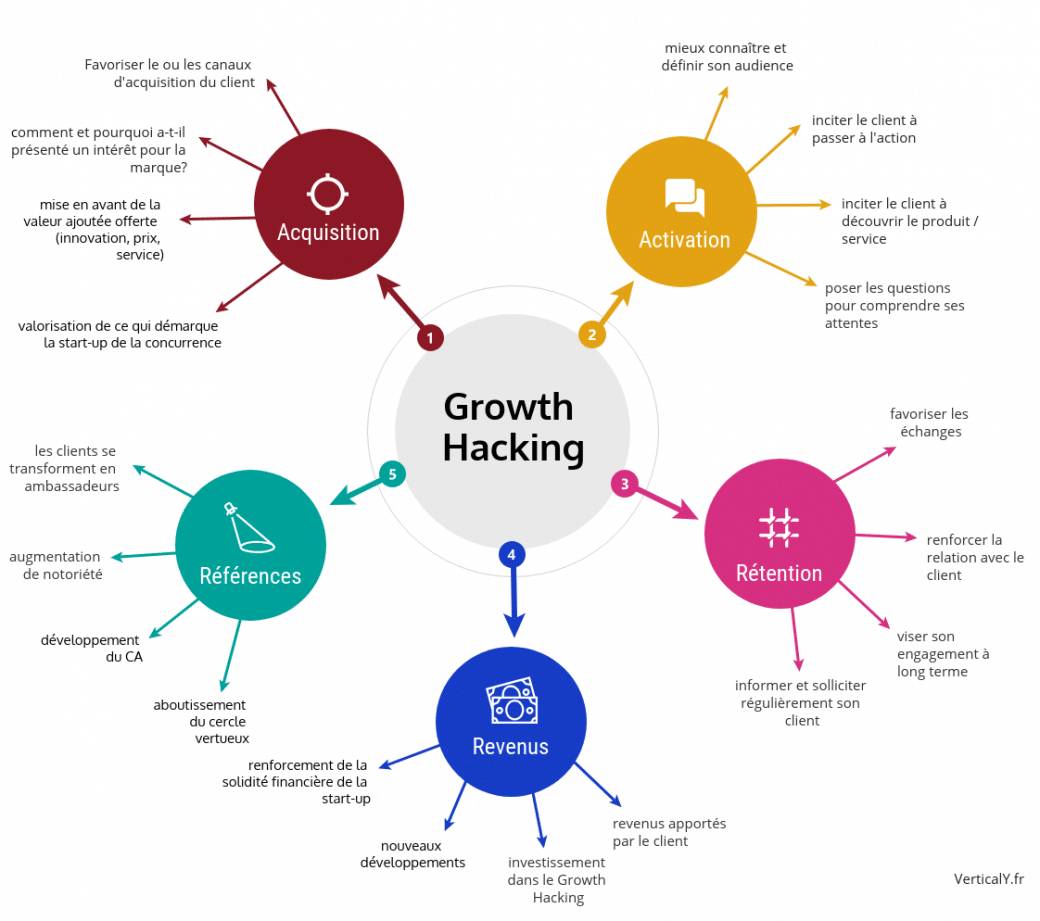 Growth
Hacking
1
Acquisition
Favoriser le ou les canaux
d'acquisition du client
comment et pourquoi a-t-il
présenté un intérêt pour la
marque?
mise en avant de la
valeur ajoutée offerte
(innovation, prix,
service)
valorisation de ce qui démarque
la start-up de la concurrence
2
Activation
mieux connaître et
définir son audience
inciter le client à
passer à l'action
inciter le client à
découvrir le produit /
service
poser les questions
pour comprendre ses
attentes
3
Rétention
favoriser les
échanges
renforcer la
relation avec le
client
viser son
engagement à
long terme
informer et solliciter
régulièrement son
client
4
Revenus
revenus apportés
par le client
investissement
dans le Growth
Hacking
nouveaux
développements
renforcement de la
solidité financière de la
start-up
5
Références
les clients se
transforment en
ambassadeurs
augmentation
de notoriété
développement
du CA
aboutissement
du cercle
vertueux
VerticalY.fr